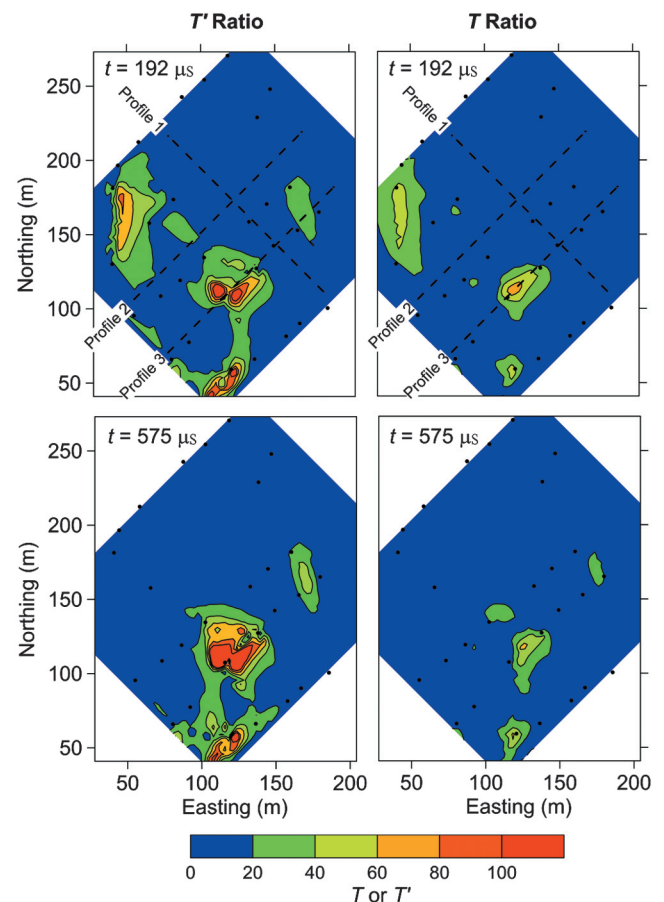 T′ Ratio
T Ratio
t = 192 μs
t = 192 μs
Profile 1
Profile 1
Profile 2
Profile 2
Profile 3
Profile 3
Northing (m)
250
200
150
100
50
t = 575 μs
t = 575 μs
Northing (m)
250
200
150
100
50
50 100 150 200
50 100 150 200
Easting (m)
Easting (m)
0 20 40 60 80 100
T or T′